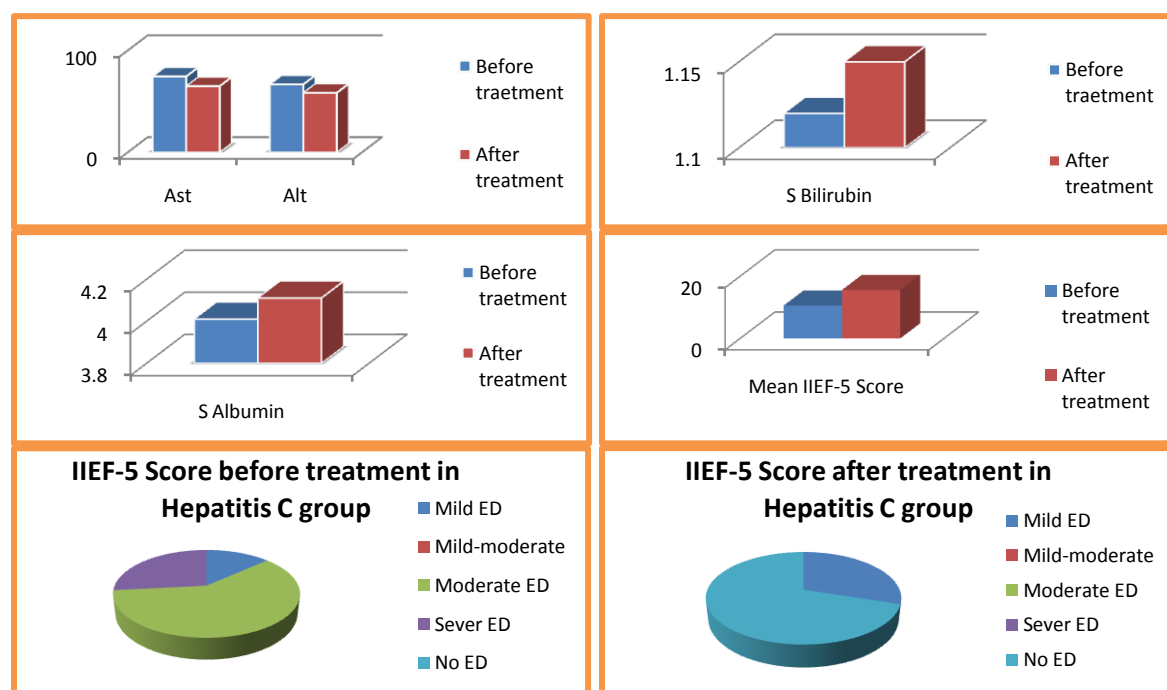 100
0
Ast
Alt
Before
traetment
After
treatment
1.15
1.1
S Bilirubin
Before
traetment
After
treatment
4.2
4
3.8
S Albumin
Before
traetment
After
treatment
20
0
Mean IIEF-5 Score
Before
treatment
After
treatment
IIEF-5 Score before treatment in
Hepatitis C group
Mild ED
Mild-moderate
Moderate ED
Sever ED
No ED
IIEF-5 Score after treatment in
Hepatitis C group
Mild ED
Mild-moderate
Moderate ED
Sever ED
No ED